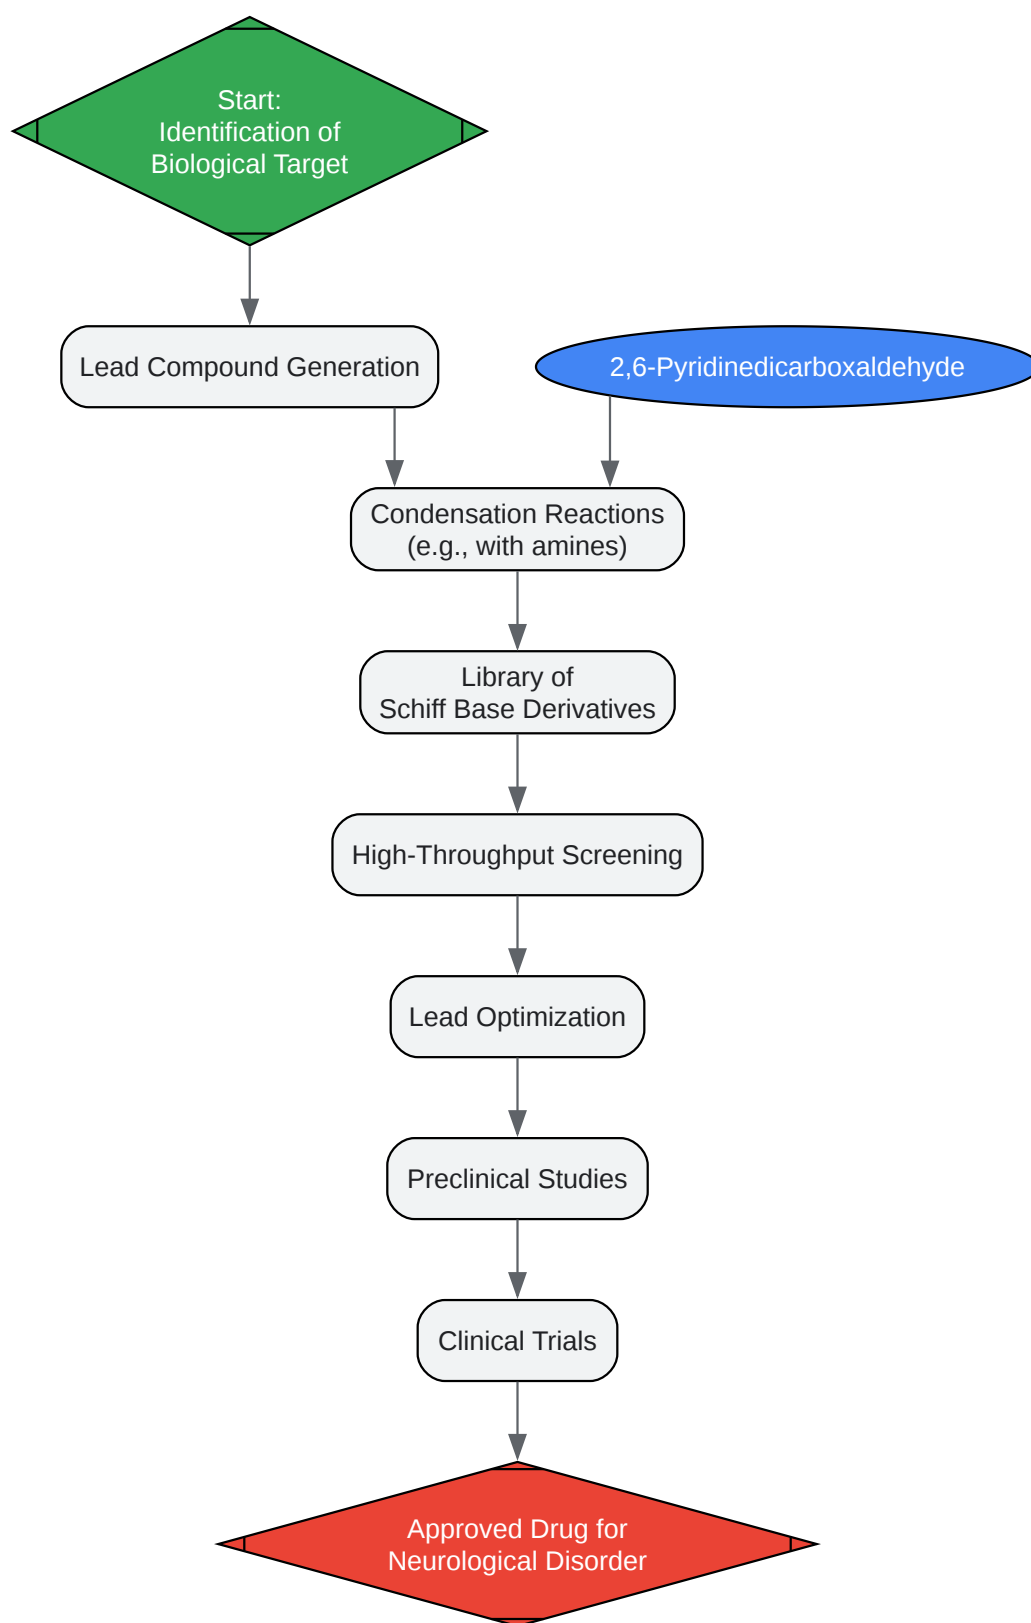 Start:
Identification of
Biological Target
Lead Compound Generation
2,6-Pyridinedicarboxaldehyde
Condensation Reactions
(e.g., with amines)
Library of
Schiff Base Derivatives
High-Throughput Screening
Lead Optimization
Preclinical Studies
Clinical Trials
Approved Drug for
Neurological Disorder